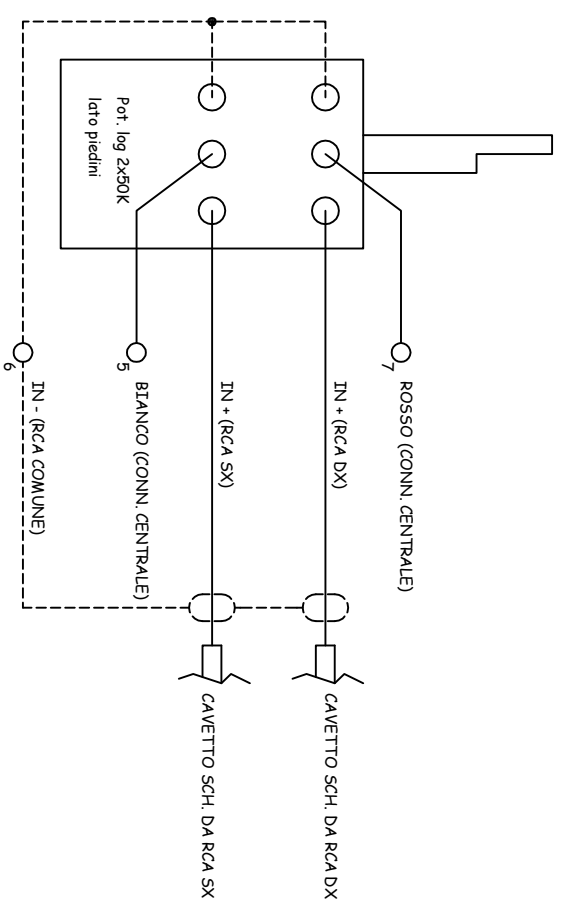 7
ROSSO (CONN. CENTRALE)
IN + (RCA DX)
CAVETTO SCH. DA RCA DX
IN + (RCA SX)
CAVETTO SCH. DA RCA SX
Pot. log 2x50K
lato piedini
5
BIANCO (CONN. CENTRALE)
6
IN - (RCA COMUNE)